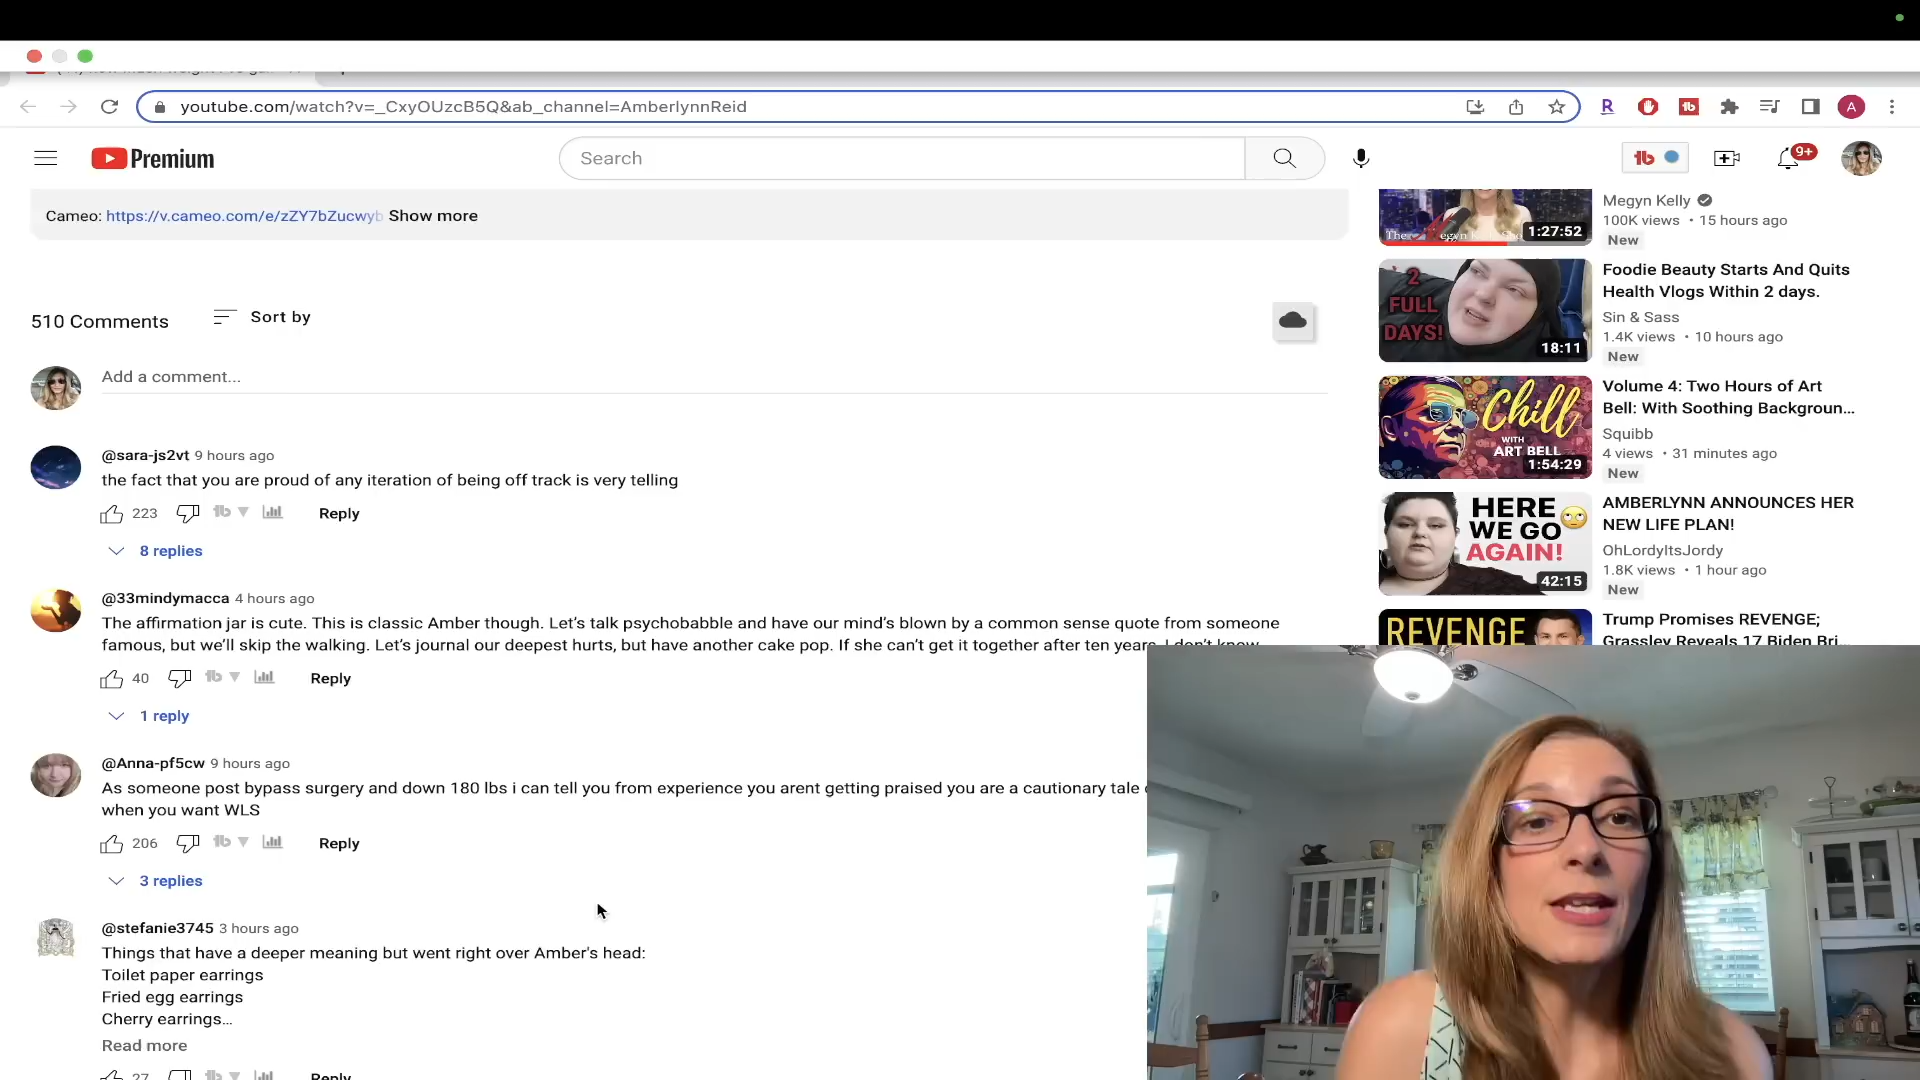 youtube.com/watch?v=_CxyOUzcB5Q&ab_channel=AmberlynnReid
Premium
Search
9+
A
Cameo: https://v.cameo.com/e/zZY7bZucwyb Show more
510 Comments
Sort by
Add a comment...
@sara-js2vt 9 hours ago
the fact that you are proud of any iteration of being off track is very telling
223
Reply
8 replies
@33mindymacca 4 hours ago
The affirmation jar is cute. This is classic Amber though. Let's talk psychobabble and have our mind's blown by a common sense quote from someone
famous, but we'll skip the walking. Let's journal our deepest hurts, but have another cake pop. If she can't get it together after ten years, I don't know
40
Reply
1 reply
@Anna-pf5cw 9 hours ago
As someone post bypass surgery and down 180 lbs i can tell you from experience you arent getting praised you are a cautionary tale
when you want WLS
206
Reply
3 replies
@stefanie3745 3 hours ago
Things that have a deeper meaning but went right over Amber's head:
Toilet paper earrings
Fried egg earrings
Cherry earrings...
Read more
27
Reply
1:27:52
Megyn Kelly
100K views • 15 hours ago
New
2
FULL
DAYS!
18:11
Foodie Beauty Starts And Quits
Health Vlogs Within 2 days.
Sin & Sass
1.4K views • 10 hours ago
New
Chill
WITH
ART BELL
1:54:29
Volume 4: Two Hours of Art
Bell: With Soothing Backgroun...
Squibb
4 views • 31 minutes ago
New
HERE
WE GO
AGAIN!
42:15
AMBERLYNN ANNOUNCES HER
NEW LIFE PLAN!
OhLordyItsJordy
1.8K views • 1 hour ago
New
REVENGE
Trump Promises REVENGE;
Grassley Reveals 17 Biden Bri...